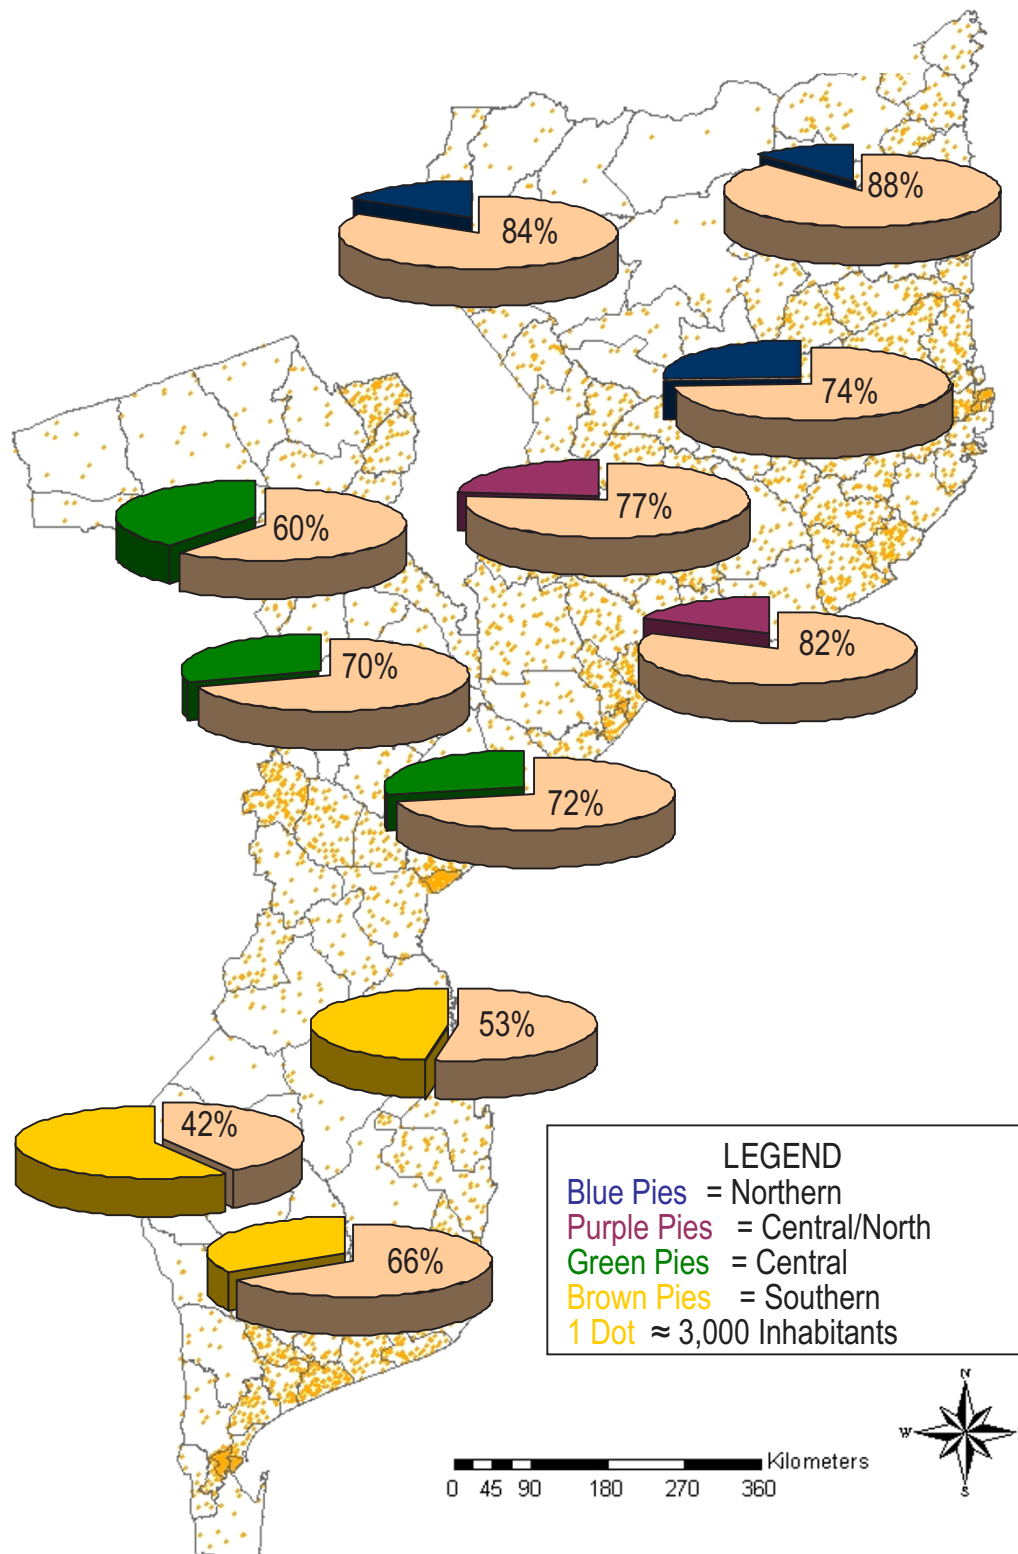 88%
84%
74%
77%
60%
82%
70%
72%
53%
42%
66%
LEGEND
Blue Pies = Northern
Purple Pies = Central/North
Green Pies = Central
Brown Pies = Southern
1 Dot ≈ 3,000 Inhabitants
N
W
S
Kilometers
0 45 90 180 270 360